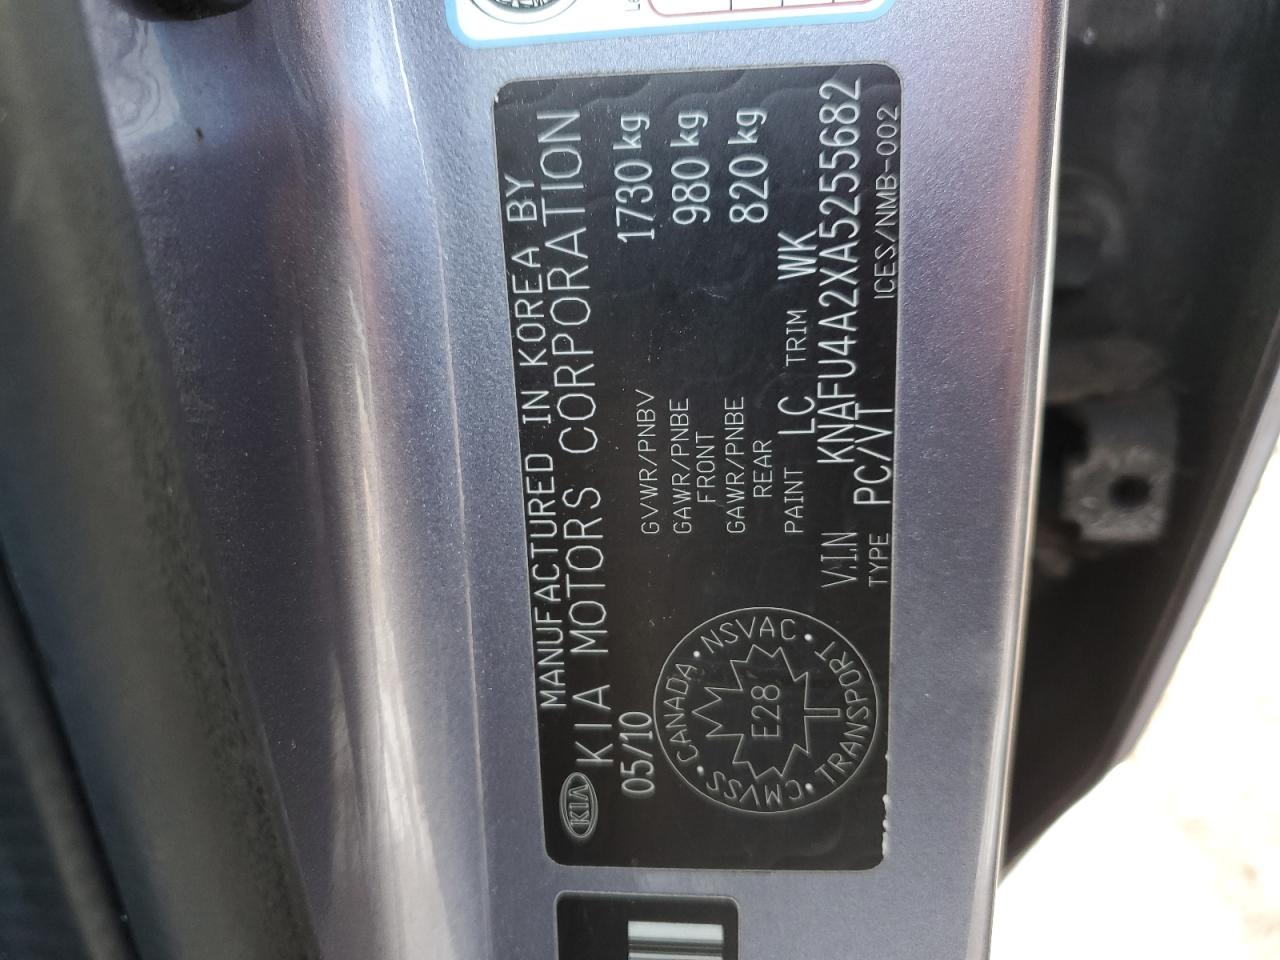 KIA
MANUFACTURED IN KOREA BY
KIA MOTORS CORPORATION
05/10
GVWR/PNBV 1730 kg
GAWR/PNBE FRONT 980 kg
GAWR/PNBE REAR 820 kg
PAINT LC TRIM WK
V.I.N KNAFU4A2XA5255682
TYPE PC/VT
ICES/NMB-002
CANADA • NSVAC • TRANSPORT • CMVSS •
E28